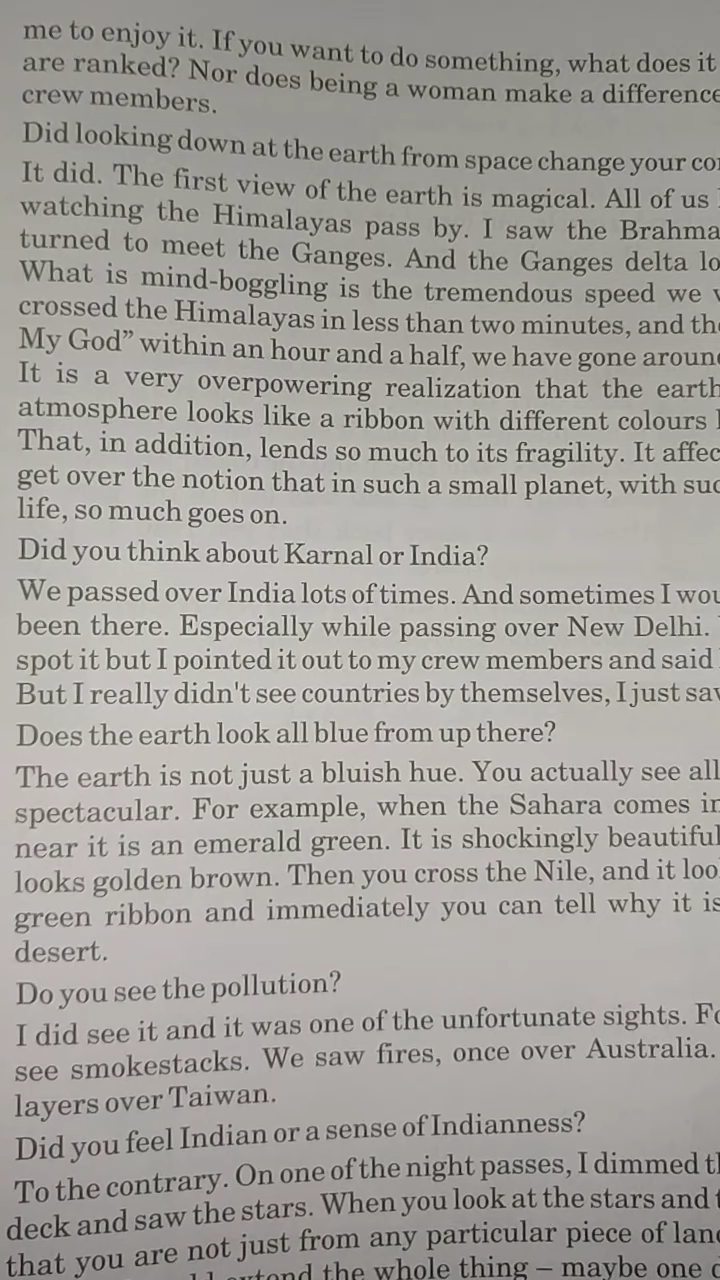 me to enjoy it. If you want to do something, what does it
are ranked? Nor does being a woman make a difference
crew members.
Did looking down at the earth from space change your
It did. The first view of the earth is magical. All of us
watching the Himalayas pass by. I saw the
turned to meet the Ganges. And the Ganges delta
What is mind-boggling is the tremendous speed we
crossed the Himalayas in less than two minutes, and
My God” within an hour and a half, we have gone
It is a very overpowering realization that the earth
atmosphere looks like a ribbon with different colours
That, in addition, lends so much to its fragility. It
get over the notion that in such a small planet, with
life, so much goes on.
Did you think about Karnal or India?
We passed over India lots of times. And sometimes I
been there. Especially while passing over New Delhi.
spot it but I pointed it out to my crew members and said
But I really didn't see countries by themselves, I just
Does the earth look all blue from up there?
The earth is not just a bluish hue. You actually see all
spectacular. For example, when the Sahara comes
near it is an emerald green. It is shockingly beautiful
looks golden brown. Then you cross the Nile, and it
green ribbon and immediately you can tell why it is
desert.
Do you see the pollution?
I did see it and it was one of the unfortunate sights.
see smokestacks. We saw fires, once over Australia.
layers over Taiwan.
Did you feel Indian or a sense of Indianness?
To the contrary. On one of the night passes, I dimmed
deck and saw the stars. When you look at the stars and
that you are not just from any particular piece of
the whole thing – maybe one